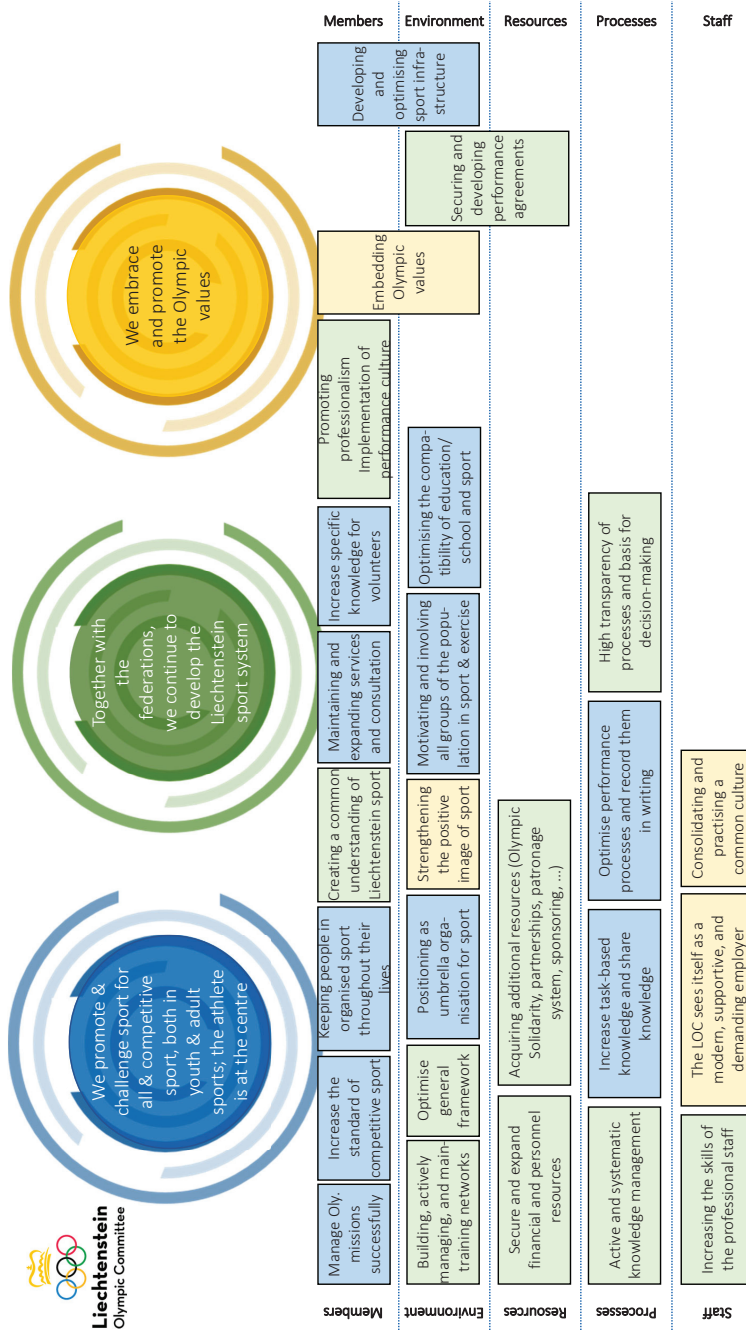 Liechtenstein
Olympic Committee
We promote &
challenge sport for
all & competitive
sport, both in
youth & adult
sports; the athlete
is at the centre
Together with
the
federations,
we continue to
develop the
Liechtenstein
sport system
We embrace
and promote
the Olympic
values
Members
Manage Oly.
missions
successfully
Increase the
standard of
competitive sport
Keeping people in
organised sport
throughout their
lives
Creating a common
understanding of
Liechtenstein sport
Maintaining and
expanding services
and consultation
Increase specific
knowledge for
volunteers
Promoting
professionalism
Implementation of
performance culture
Embedding
Olympic
values
Developing
and
optimising
sport infra-
structure
Members
Environment
Building, actively
managing, and main-
training networks
Optimise
general
framework
Positioning as
umbrella orga-
nisation for sport
Strengthening
the positive
image of sport
Motivating and involving
all groups of the popu-
lation in sport & exercise
Optimising the compa-
tibility of education/
school and sport
Securing and
developing
performance
agreements
Environment
Resources
Secure and expand
financial and personnel
resources
Acquiring additional resources (Olympic
Solidarity, partnerships, patronage
system, sponsoring, ...)
Resources
Processes
Active and systematic
knowledge management
Increase task-based
knowledge and share
knowledge
Optimise performance
processes and record them
in writing
High transparency of
processes and basis for
decision-making
Processes
Staff
Increasing the skills of
the professional staff
The LOC sees itself as a
modern, supportive, and
demanding employer
Consolidating and
practising a
common culture
Staff